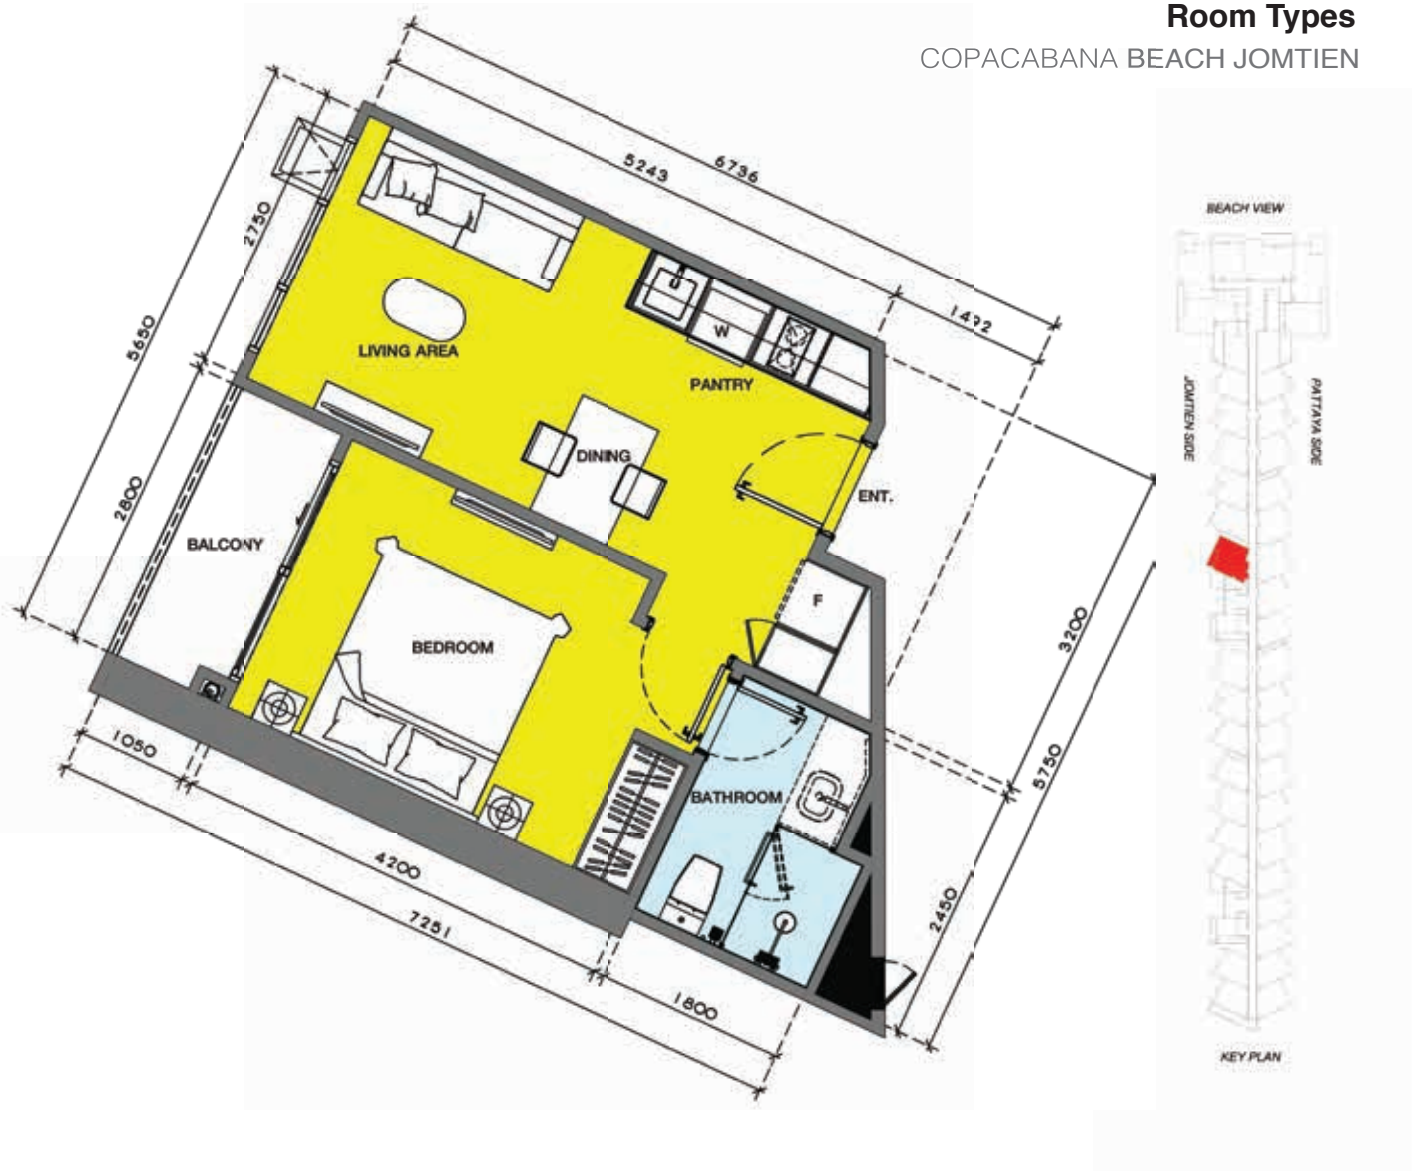 Room Types
COPACABANA BEACH JOMTIEN
6736
5243
1492
2750
5650
2800
LIVING AREA
W
PANTRY
DINING
ENT.
BALCONY
F
BEDROOM
BATHROOM
3200
5750
2450
1050
4200
7251
1800
BEACH VIEW
JOMTIEN SIDE
PATTAYA SIDE
KEY PLAN